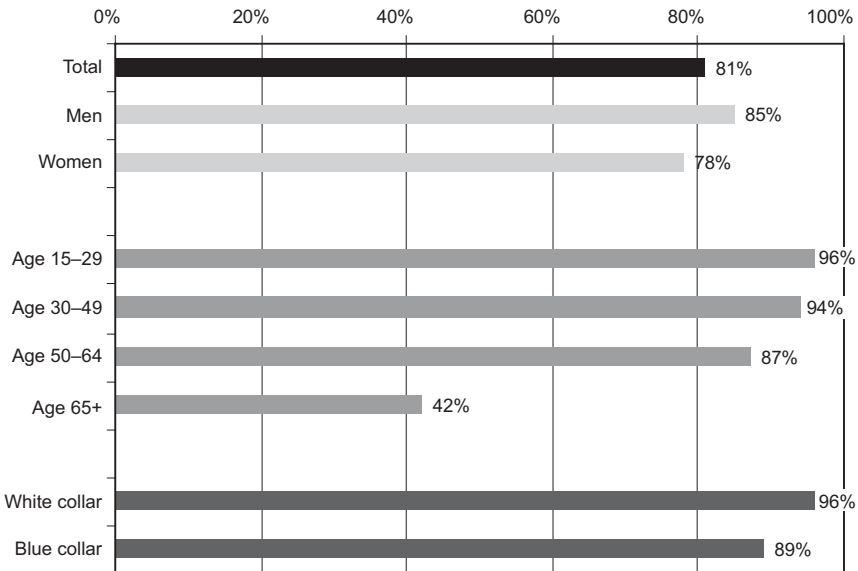 0% 20% 40% 60% 80% 100%
Total 81%
Men 85%
Women 78%
Age 15–29 96%
Age 30–49 94%
Age 50–64 87%
Age 65+ 42%
White collar 96%
Blue collar 89%